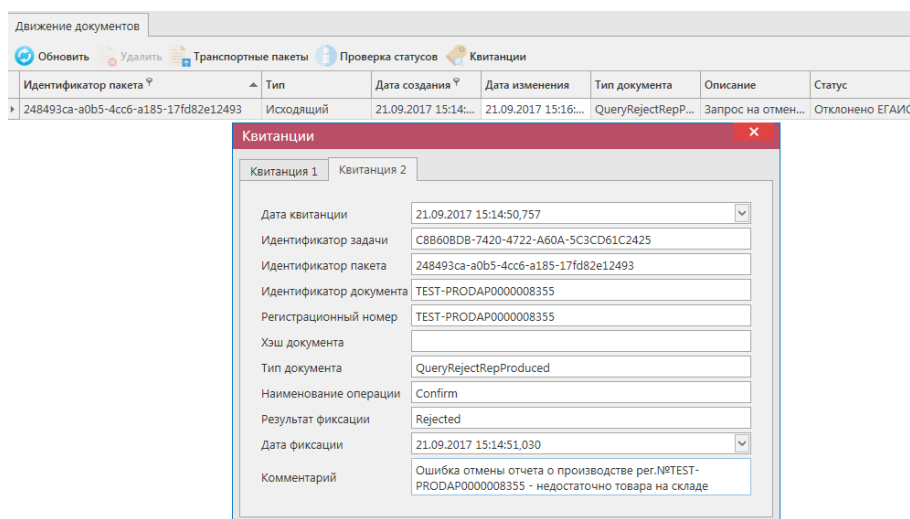 Движение документов
Обновить Удалить Транспортные пакеты Проверка статусов Квитанции
Идентификатор пакета Тип Дата создания Дата изменения Тип документа Описание Статус
248493ca-a0b5-4cc6-a185-17fd82e12493 Исходящий 21.09.2017 15:14:... 21.09.2017 15:16:... QueryRejectRepP... Запрос на отмен... Отклонено ЕГАИС
Квитанции
Квитанция 1 Квитанция 2
Дата квитанции 21.09.2017 15:14:50,757
Идентификатор задачи C8B60BDB-7420-4722-A60A-5C3CD61C2425
Идентификатор пакета 248493ca-a0b5-4cc6-a185-17fd82e12493
Идентификатор документа TEST-PRODAP0000008355
Регистрационный номер TEST-PRODAP0000008355
Хэш документа
Тип документа QueryRejectRepProduced
Наименование операции Confirm
Результат фиксации Rejected
Дата фиксации 21.09.2017 15:14:51,030
Комментарий Ошибка отмены отчета о производстве рег.№TEST-
PRODAP0000008355 - недостаточно товара на складе